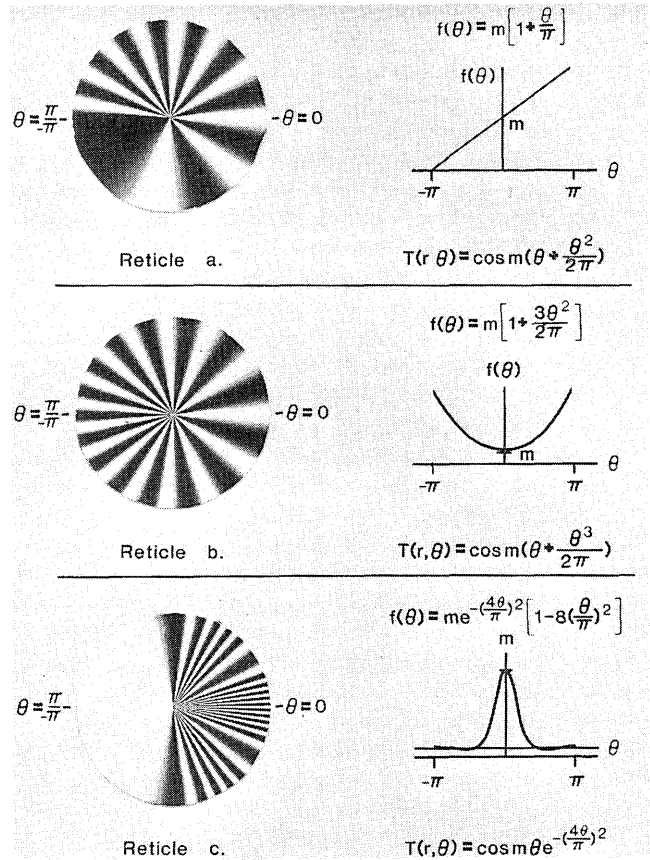 f(θ) = m[1 + θ/π]
f(θ)
θ = π/-π -
-θ = 0
m
-π π θ
Reticle a.
T(r θ) = cos m(θ + θ²/2π)
f(θ) = m[1 + 3θ²/2π]
f(θ)
θ = π/-π -
-θ = 0
m
-π π θ
Reticle b.
T(r,θ) = cos m(θ + θ³/2π)
f(θ) = me^-(4θ/π)²[1-8(θ/π)²]
m
θ = π/-π -
-θ = 0
θ
-π π
Reticle c.
T(r,θ) = cos mθe^-(4θ/π)²